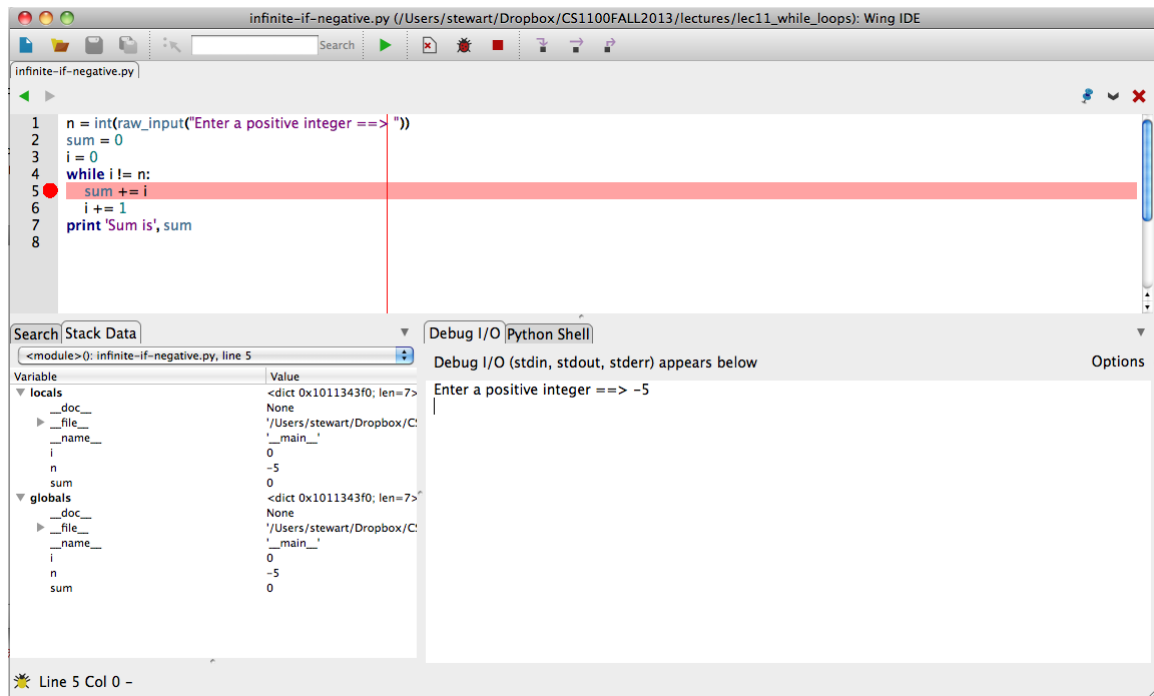 infinite-if-negative.py (/Users/stewart/Dropbox/CS1100FALL2013/lectures/lec11_while_loops): Wing IDE
Search
infinite-if-negative.py
1 n = int(raw_input("Enter a positive integer ==> "))
2 sum = 0
3 i = 0
4 while i != n:
5 sum += i
6 i += 1
7 print 'Sum is', sum
8
Search Stack Data
<module>(): infinite-if-negative.py, line 5
Variable Value
locals <dict 0x1011343f0; len=7>
__doc__ None
__file__ '/Users/stewart/Dropbox/C
__name__ '__main__'
i 0
n -5
sum 0
globals <dict 0x1011343f0; len=7>
__doc__ None
__file__ '/Users/stewart/Dropbox/C
__name__ '__main__'
i 0
n -5
sum 0
Debug I/O Python Shell
Debug I/O (stdin, stdout, stderr) appears below Options
Enter a positive integer ==> -5
Line 5 Col 0 -